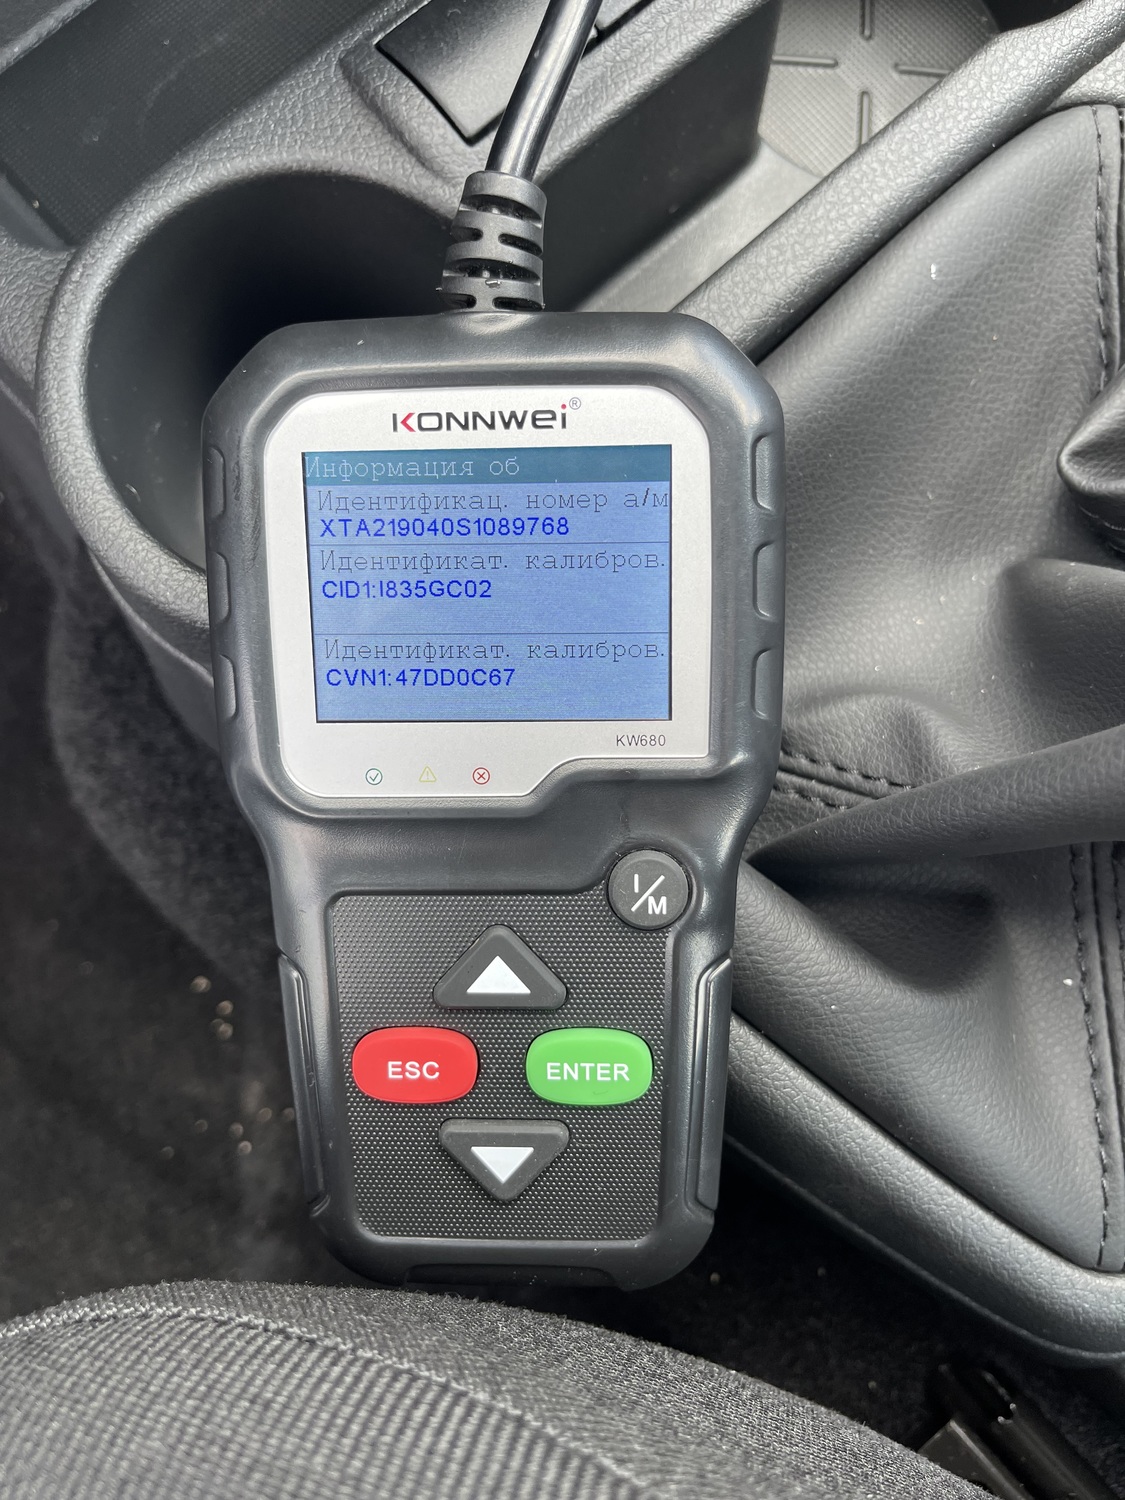 KONNWEI®
Информация об
Идентификац. номер а/м
XTA219040S1089768
Идентификат. калибров.
CID1:I835GC02
Идентификат. калибров.
CVN1:47DD0C67
KW680
I/M
ESC
ENTER